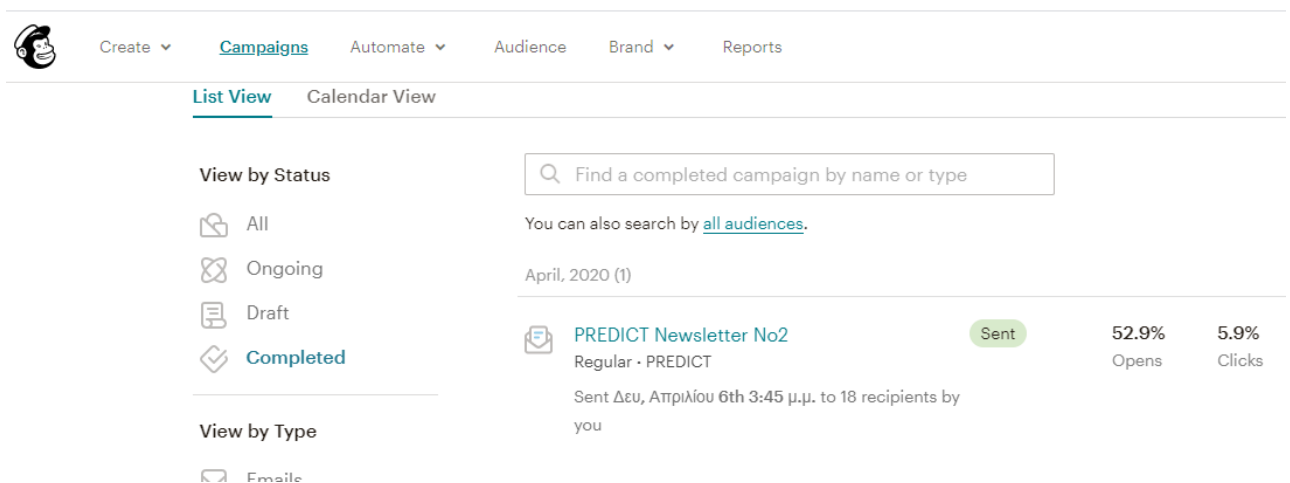 Create Campaigns Automate Audience Brand Reports
List View Calendar View
View by Status
All
Ongoing
Draft
Completed
View by Type
Emails
Find a completed campaign by name or type
You can also search by all audiences.
April, 2020 (1)
PREDICT Newsletter No2 Sent 52.9% 5.9%
Regular · PREDICT Opens Clicks
Sent Δευ, Απριλίου 6th 3:45 μ.μ. to 18 recipients by
you